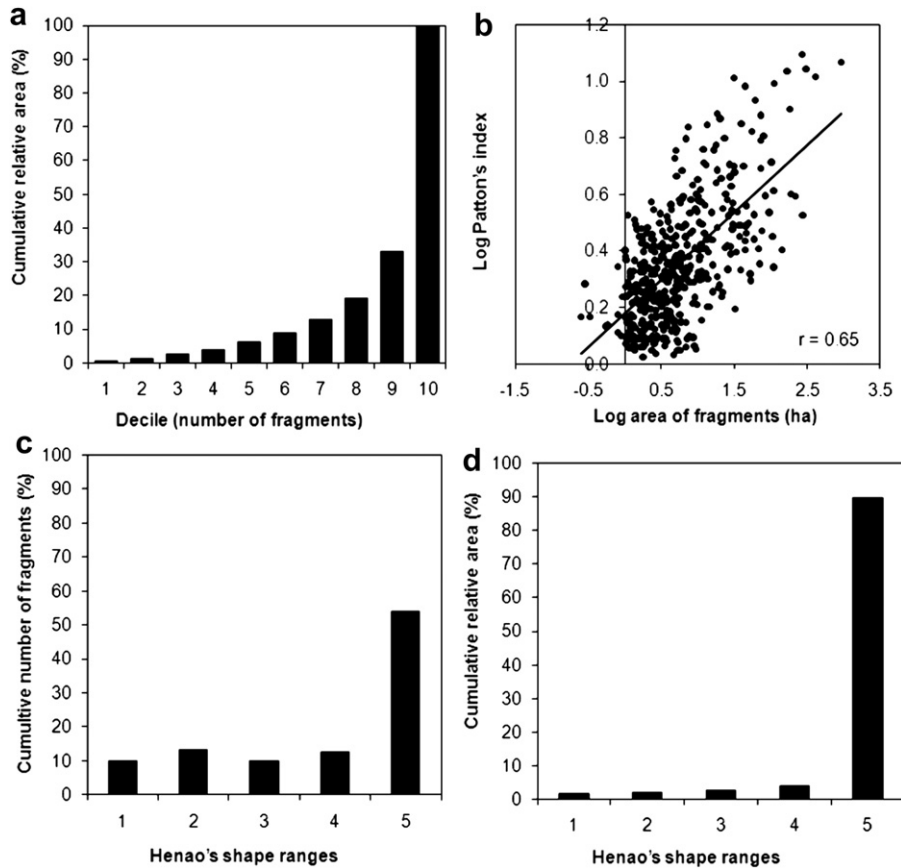 a
Cumulative relative area (%)
100
90
80
70
60
50
40
30
20
10
0
1 2 3 4 5 6 7 8 9 10
Decile (number of fragments)
b
Log Patton's index
1.2
1.0
0.8
0.6
0.4
0.2
0.0
r = 0.65
-1.5 -0.5 0.5 1.5 2.5 3.5
Log area of fragments (ha)
c
Cumultive number of fragments (%)
100
90
80
70
60
50
40
30
20
10
0
1 2 3 4 5
Henao's shape ranges
d
Cumulative relative area (%)
100
90
80
70
60
50
40
30
20
10
0
1 2 3 4 5
Henao's shape ranges